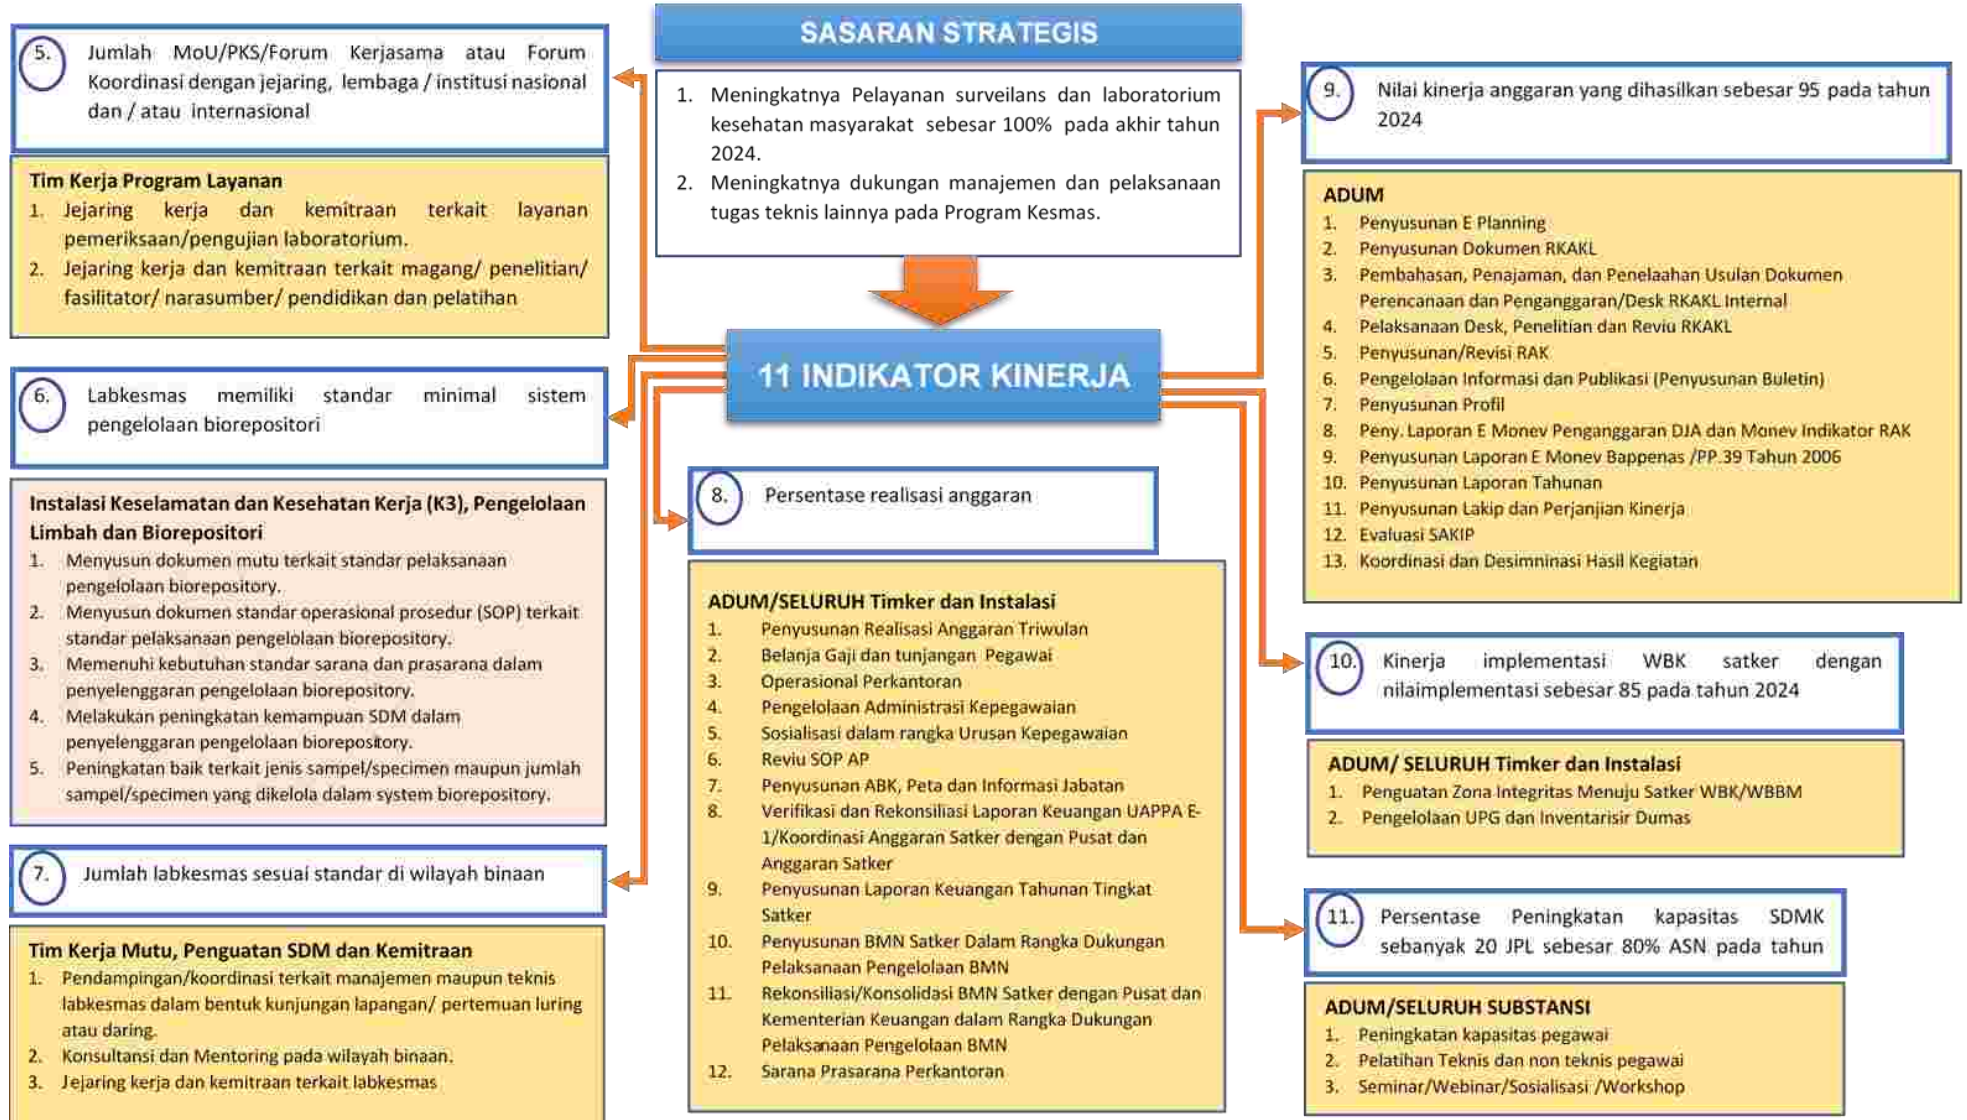 SASARAN STRATEGIS
1. Meningkatnya Pelayanan surveilans dan laboratorium
kesehatan masyarakat sebesar 100% pada akhir tahun
2024.
2. Meningkatnya dukungan manajemen dan pelaksanaan
tugas teknis lainnya pada Program Kesmas.
11 INDIKATOR KINERJA
5. Jumlah MoU/PKS/Forum Kerjasama atau Forum
Koordinasi dengan jejaring, lembaga / institusi nasional
dan / atau internasional
Tim Kerja Program Layanan
1. Jejaring kerja dan kemitraan terkait layanan
pemeriksaan/pengujian laboratorium.
2. Jejaring kerja dan kemitraan terkait magang/ penelitian/
fasilitator/ narasumber/ pendidikan dan pelatihan
6. Labkesmas memiliki standar minimal sistem
pengelolaan biorepositori
Instalasi Keselamatan dan Kesehatan Kerja (K3), Pengelolaan
Limbah dan Biorepositori
1. Menyusun dokumen mutu terkait standar pelaksanaan
pengelolaan biorepository.
2. Menyusun dokumen standar operasional prosedur (SOP) terkait
standar pelaksanaan pengelolaan biorepository.
3. Memenuhi kebutuhan standar sarana dan prasarana dalam
penyelenggaran pengelolaan biorepository.
4. Melakukan peningkatan kemampuan SDM dalam
penyelenggaran pengelolaan biorepository.
5. Peningkatan baik terkait jenis sampel/specimen maupun jumlah
sampel/specimen yang dikelola dalam system biorepository.
7. Jumlah labkesmas sesuai standar di wilayah binaan
Tim Kerja Mutu, Penguatan SDM dan Kemitraan
1. Pendampingan/koordinasi terkait manajemen maupun teknis
labkesmas dalam bentuk kunjungan lapangan/ pertemuan luring
atau daring.
2. Konsultansi dan Mentoring pada wilayah binaan.
3. Jejaring kerja dan kemitraan terkait labkesmas
8. Persentase realisasi anggaran
ADUM/SELURUH Timker dan Instalasi
1. Penyusunan Realisasi Anggaran Triwulan
2. Belanja Gaji dan tunjangan Pegawai
3. Operasional Perkantoran
4. Pengelolaan Administrasi Kepegawaian
5. Sosialisasi dalam rangka Urusan Kepegawaian
6. Reviu SOP AP
7. Penyusunan ABK, Peta dan Informasi Jabatan
8. Verifikasi dan Rekonsiliasi Laporan Keuangan UAPPA E-
1/Koordinasi Anggaran Satker dengan Pusat dan
Anggaran Satker
9. Penyusunan Laporan Keuangan Tahunan Tingkat
Satker
10. Penyusunan BMN Satker Dalam Rangka Dukungan
Pelaksanaan Pengelolaan BMN
11. Rekonsiliasi/Konsolidasi BMN Satker dengan Pusat dan
Kementerian Keuangan dalam Rangka Dukungan
Pelaksanaan Pengelolaan BMN
12. Sarana Prasarana Perkantoran
9. Nilai kinerja anggaran yang dihasilkan sebesar 95 pada tahun
2024
ADUM
1. Penyusunan E Planning
2. Penyusunan Dokumen RKAKL
3. Pembahasan, Penajaman, dan Penelaahan Usulan Dokumen
Perencanaan dan Penganggaran/Desk RKAKL Internal
4. Pelaksanaan Desk, Penelitian dan Reviu RKAKL
5. Penyusunan/Revisi RAK
6. Pengelolaan Informasi dan Publikasi (Penyusunan Buletin)
7. Penyusunan Profil
8. Peny. Laporan E Monev Penganggaran DJA dan Monev Indikator RAK
9. Penyusunan Laporan E Monev Bappenas /PP.39 Tahun 2006
10. Penyusunan Laporan Tahunan
11. Penyusunan Lakip dan Perjanjian Kinerja
12. Evaluasi SAKIP
13. Koordinasi dan Desimninasi Hasil Kegiatan
10. Kinerja implementasi WBK satker dengan
nilaimplementasi sebesar 85 pada tahun 2024
ADUM/ SELURUH Timker dan Instalasi
1. Penguatan Zona Integritas Menuju Satker WBK/WBBM
2. Pengelolaan UPG dan Inventarisir Dumas
11. Persentase Peningkatan kapasitas SDMK
sebanyak 20 JPL sebesar 80% ASN pada tahun
ADUM/SELURUH SUBSTANSI
1. Peningkatan kapasitas pegawai
2. Pelatihan Teknis dan non teknis pegawai
3. Seminar/Webinar/Sosialisasi /Workshop